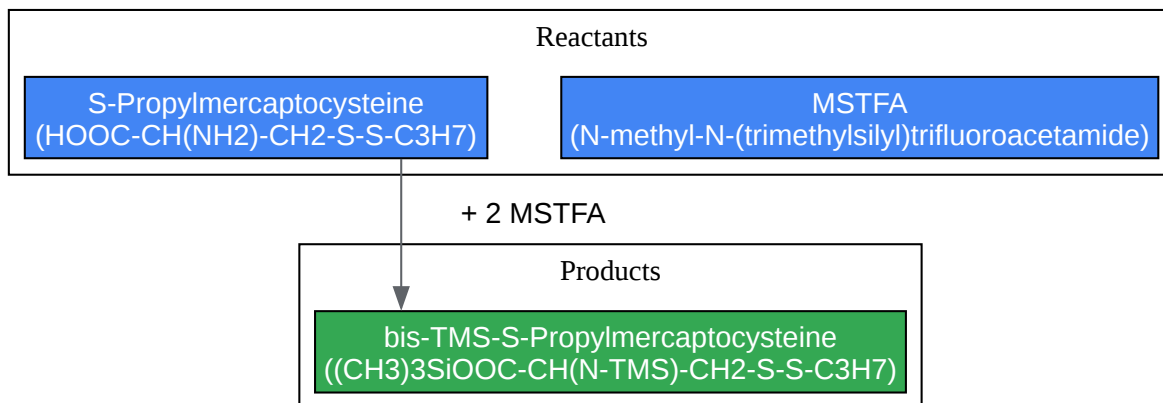 Reactants
S-Propylmercaptocysteine
(HOOC-CH(NH2)-CH2-S-S-C3H7)
MSTFA
(N-methyl-N-(trimethylsilyl)trifluoroacetamide)
+ 2 MSTFA
Products
bis-TMS-S-Propylmercaptocysteine
((CH3)3SiOOC-CH(N-TMS)-CH2-S-S-C3H7)